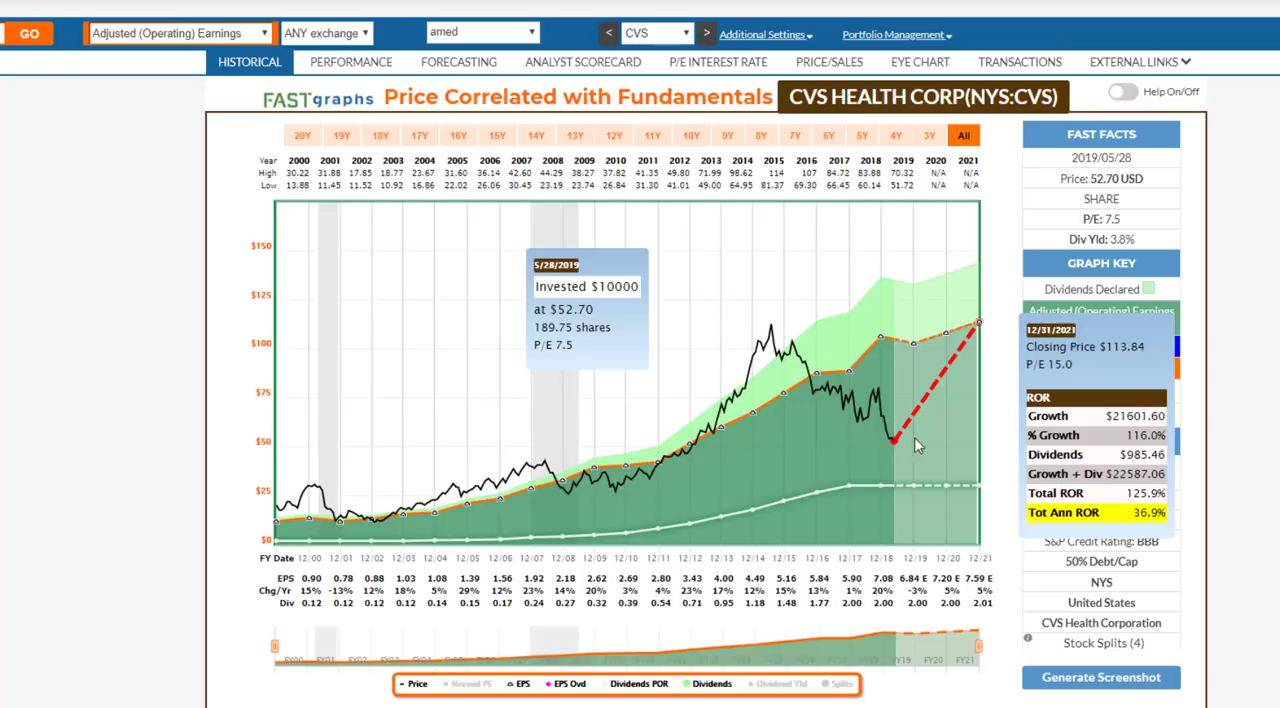 GO
Adjusted (Operating) Earnings
ANY exchange
amed
<
CVS
>
Additional Settings
Portfolio Management
HISTORICAL PERFORMANCE FORECASTING ANALYST SCORECARD P/E INTEREST RATE PRICE/SALES EYE CHART TRANSACTIONS EXTERNAL LINKS
FAST graphs Price Correlated with Fundamentals CVS HEALTH CORP(NYS:CVS)
Help On/Off
20Y 19Y 18Y 17Y 16Y 15Y 14Y 13Y 12Y 11Y 10Y 9Y 8Y 7Y 6Y 5Y 4Y 3Y All
Year 2000 2001 2002 2003 2004 2005 2006 2007 2008 2009 2010 2011 2012 2013 2014 2015 2016 2017 2018 2019 2020 2021
High 30.22 31.88 17.85 18.77 23.67 31.60 36.14 42.60 44.29 38.27 37.82 41.35 49.80 71.99 98.62 114 107 84.72 83.88 70.32 N/A N/A
Low 13.88 11.45 11.52 10.92 16.86 22.02 26.06 30.45 23.19 23.74 26.84 31.30 41.01 49.00 64.95 81.37 69.30 66.45 60.14 51.72 N/A N/A
$150
$125
$100
$75
$50
$25
$0
5/28/2019
Invested $10000
at $52.70
189.75 shares
P/E 7.5
FY Date 12/00 12/01 12/02 12/03 12/04 12/05 12/06 12/07 12/08 12/09 12/10 12/11 12/12 12/13 12/14 12/15 12/16 12/17 12/18 12/19 12/20 12/21
EPS 0.90 0.78 0.88 1.03 1.08 1.39 1.56 1.92 2.18 2.62 2.69 2.80 3.43 4.00 4.49 5.16 5.84 5.90 7.08 6.84 E 7.20 E 7.59 E
Chg/Yr 15% -13% 12% 18% 5% 29% 12% 23% 14% 20% 3% 4% 23% 17% 12% 15% 13% 1% 20% -3% 5% 5%
Div 0.12 0.12 0.12 0.12 0.14 0.15 0.17 0.24 0.27 0.32 0.39 0.54 0.71 0.95 1.18 1.48 1.77 2.00 2.00 2.00 2.00 2.01
FY19 FY20 FY21
Price Normal PE EPS EPS Ovd Dividends POR Dividends Dividend Yld Splits
FAST FACTS
2019/05/28
Price: 52.70 USD
SHARE
P/E: 7.5
Div Yld: 3.8%
GRAPH KEY
Dividends Declared
Adjusted (Operating) Earnings
12/31/2021
Closing Price $113.84
P/E 15.0
ROR
Growth $21601.60
% Growth 116.0%
Dividends $985.46
Growth + Div $22587.06
Total ROR 125.9%
Tot Ann ROR 36.9%
S&P Credit Rating: BBB
50% Debt/Cap
NYS
United States
CVS Health Corporation
Stock Splits (4)
Generate Screenshot